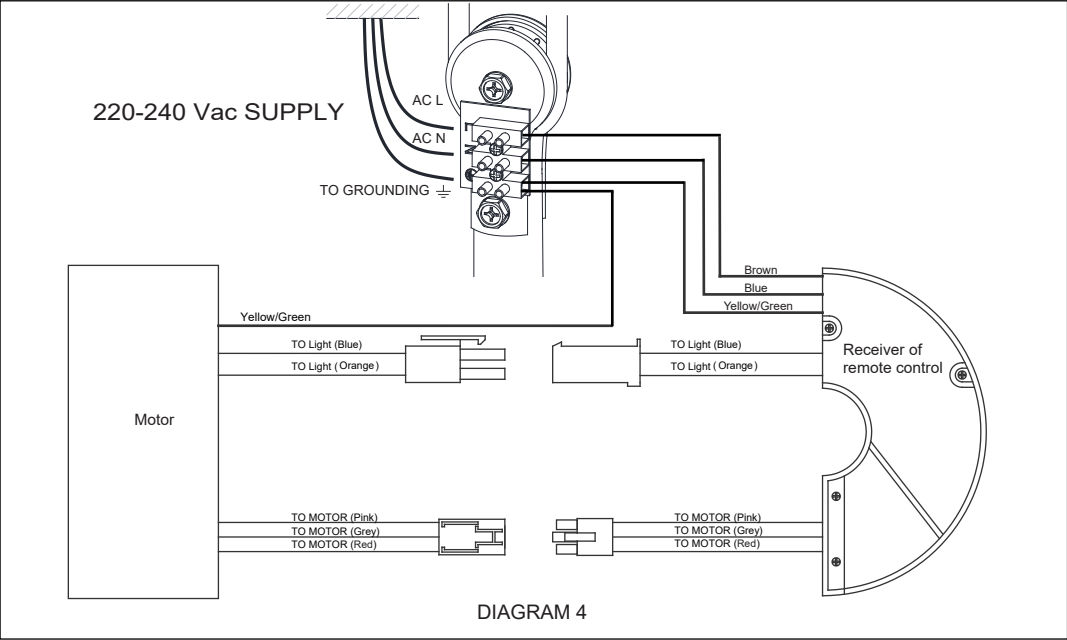 220-240 Vac SUPPLY
AC L
AC N
TO GROUNDING
L
N
Brown
Blue
Yellow/Green
Yellow/Green
TO Light (Blue)
TO Light (Orange)
TO Light (Blue)
TO Light (Orange)
Receiver of
remote control
Motor
TO MOTOR (Pink)
TO MOTOR (Grey)
TO MOTOR (Red)
TO MOTOR (Pink)
TO MOTOR (Grey)
TO MOTOR (Red)
DIAGRAM 4